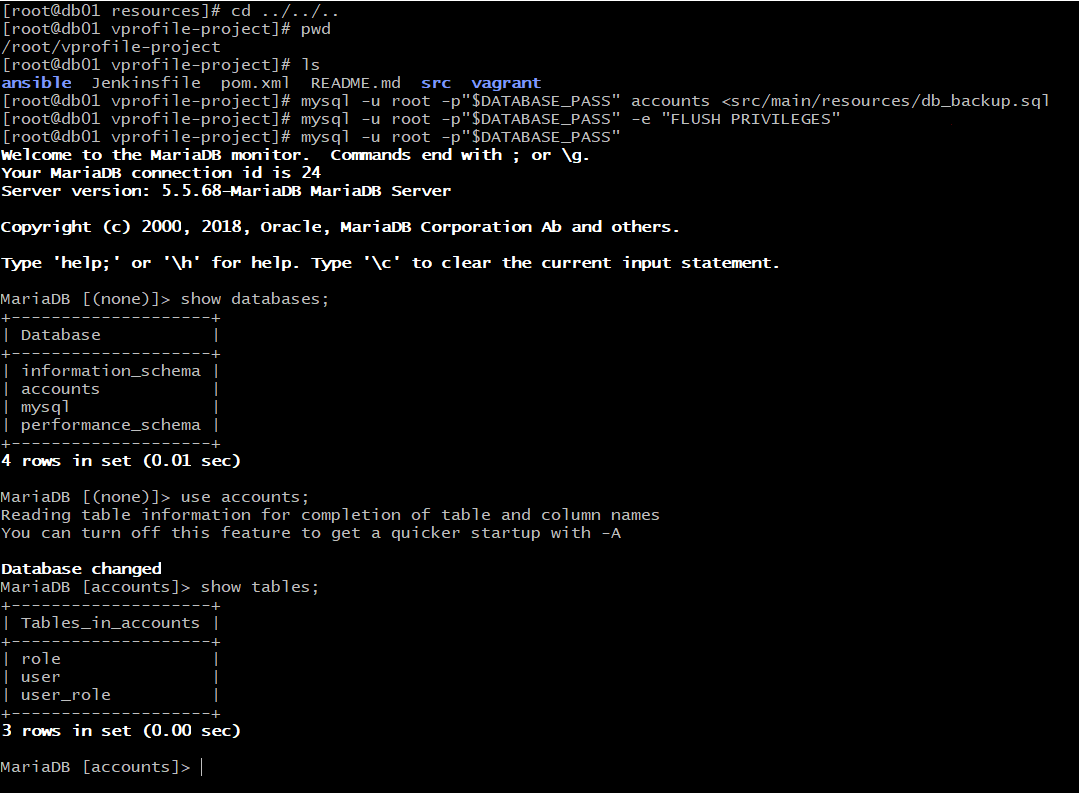 [root@db01 resources]# cd ../../..
[root@db01 vprofile-project]# pwd
/root/vprofile-project
[root@db01 vprofile-project]# ls
ansible  Jenkinsfile  pom.xml  README.md  src  vagrant
[root@db01 vprofile-project]# mysql -u root -p"$DATABASE_PASS" accounts <src/main/resources/db_backup.sql
[root@db01 vprofile-project]# mysql -u root -p"$DATABASE_PASS" -e "FLUSH PRIVILEGES"
[root@db01 vprofile-project]# mysql -u root -p"$DATABASE_PASS"
Welcome to the MariaDB monitor.  Commands end with ; or \g.
Your MariaDB connection id is 24
Server version: 5.5.68-MariaDB MariaDB Server
Copyright (c) 2000, 2018, Oracle, MariaDB Corporation Ab and others.
Type 'help;' or '\h' for help. Type '\c' to clear the current input statement.
MariaDB [(none)]> show databases;
+--------------------+
| Database           |
+--------------------+
| information_schema |
| accounts           |
| mysql              |
| performance_schema |
+--------------------+
4 rows in set (0.01 sec)
MariaDB [(none)]> use accounts;
Reading table information for completion of table and column names
You can turn off this feature to get a quicker startup with -A
Database changed
MariaDB [accounts]> show tables;
+--------------------+
| Tables_in_accounts |
+--------------------+
| role               |
| user               |
| user_role          |
+--------------------+
3 rows in set (0.00 sec)
MariaDB [accounts]>